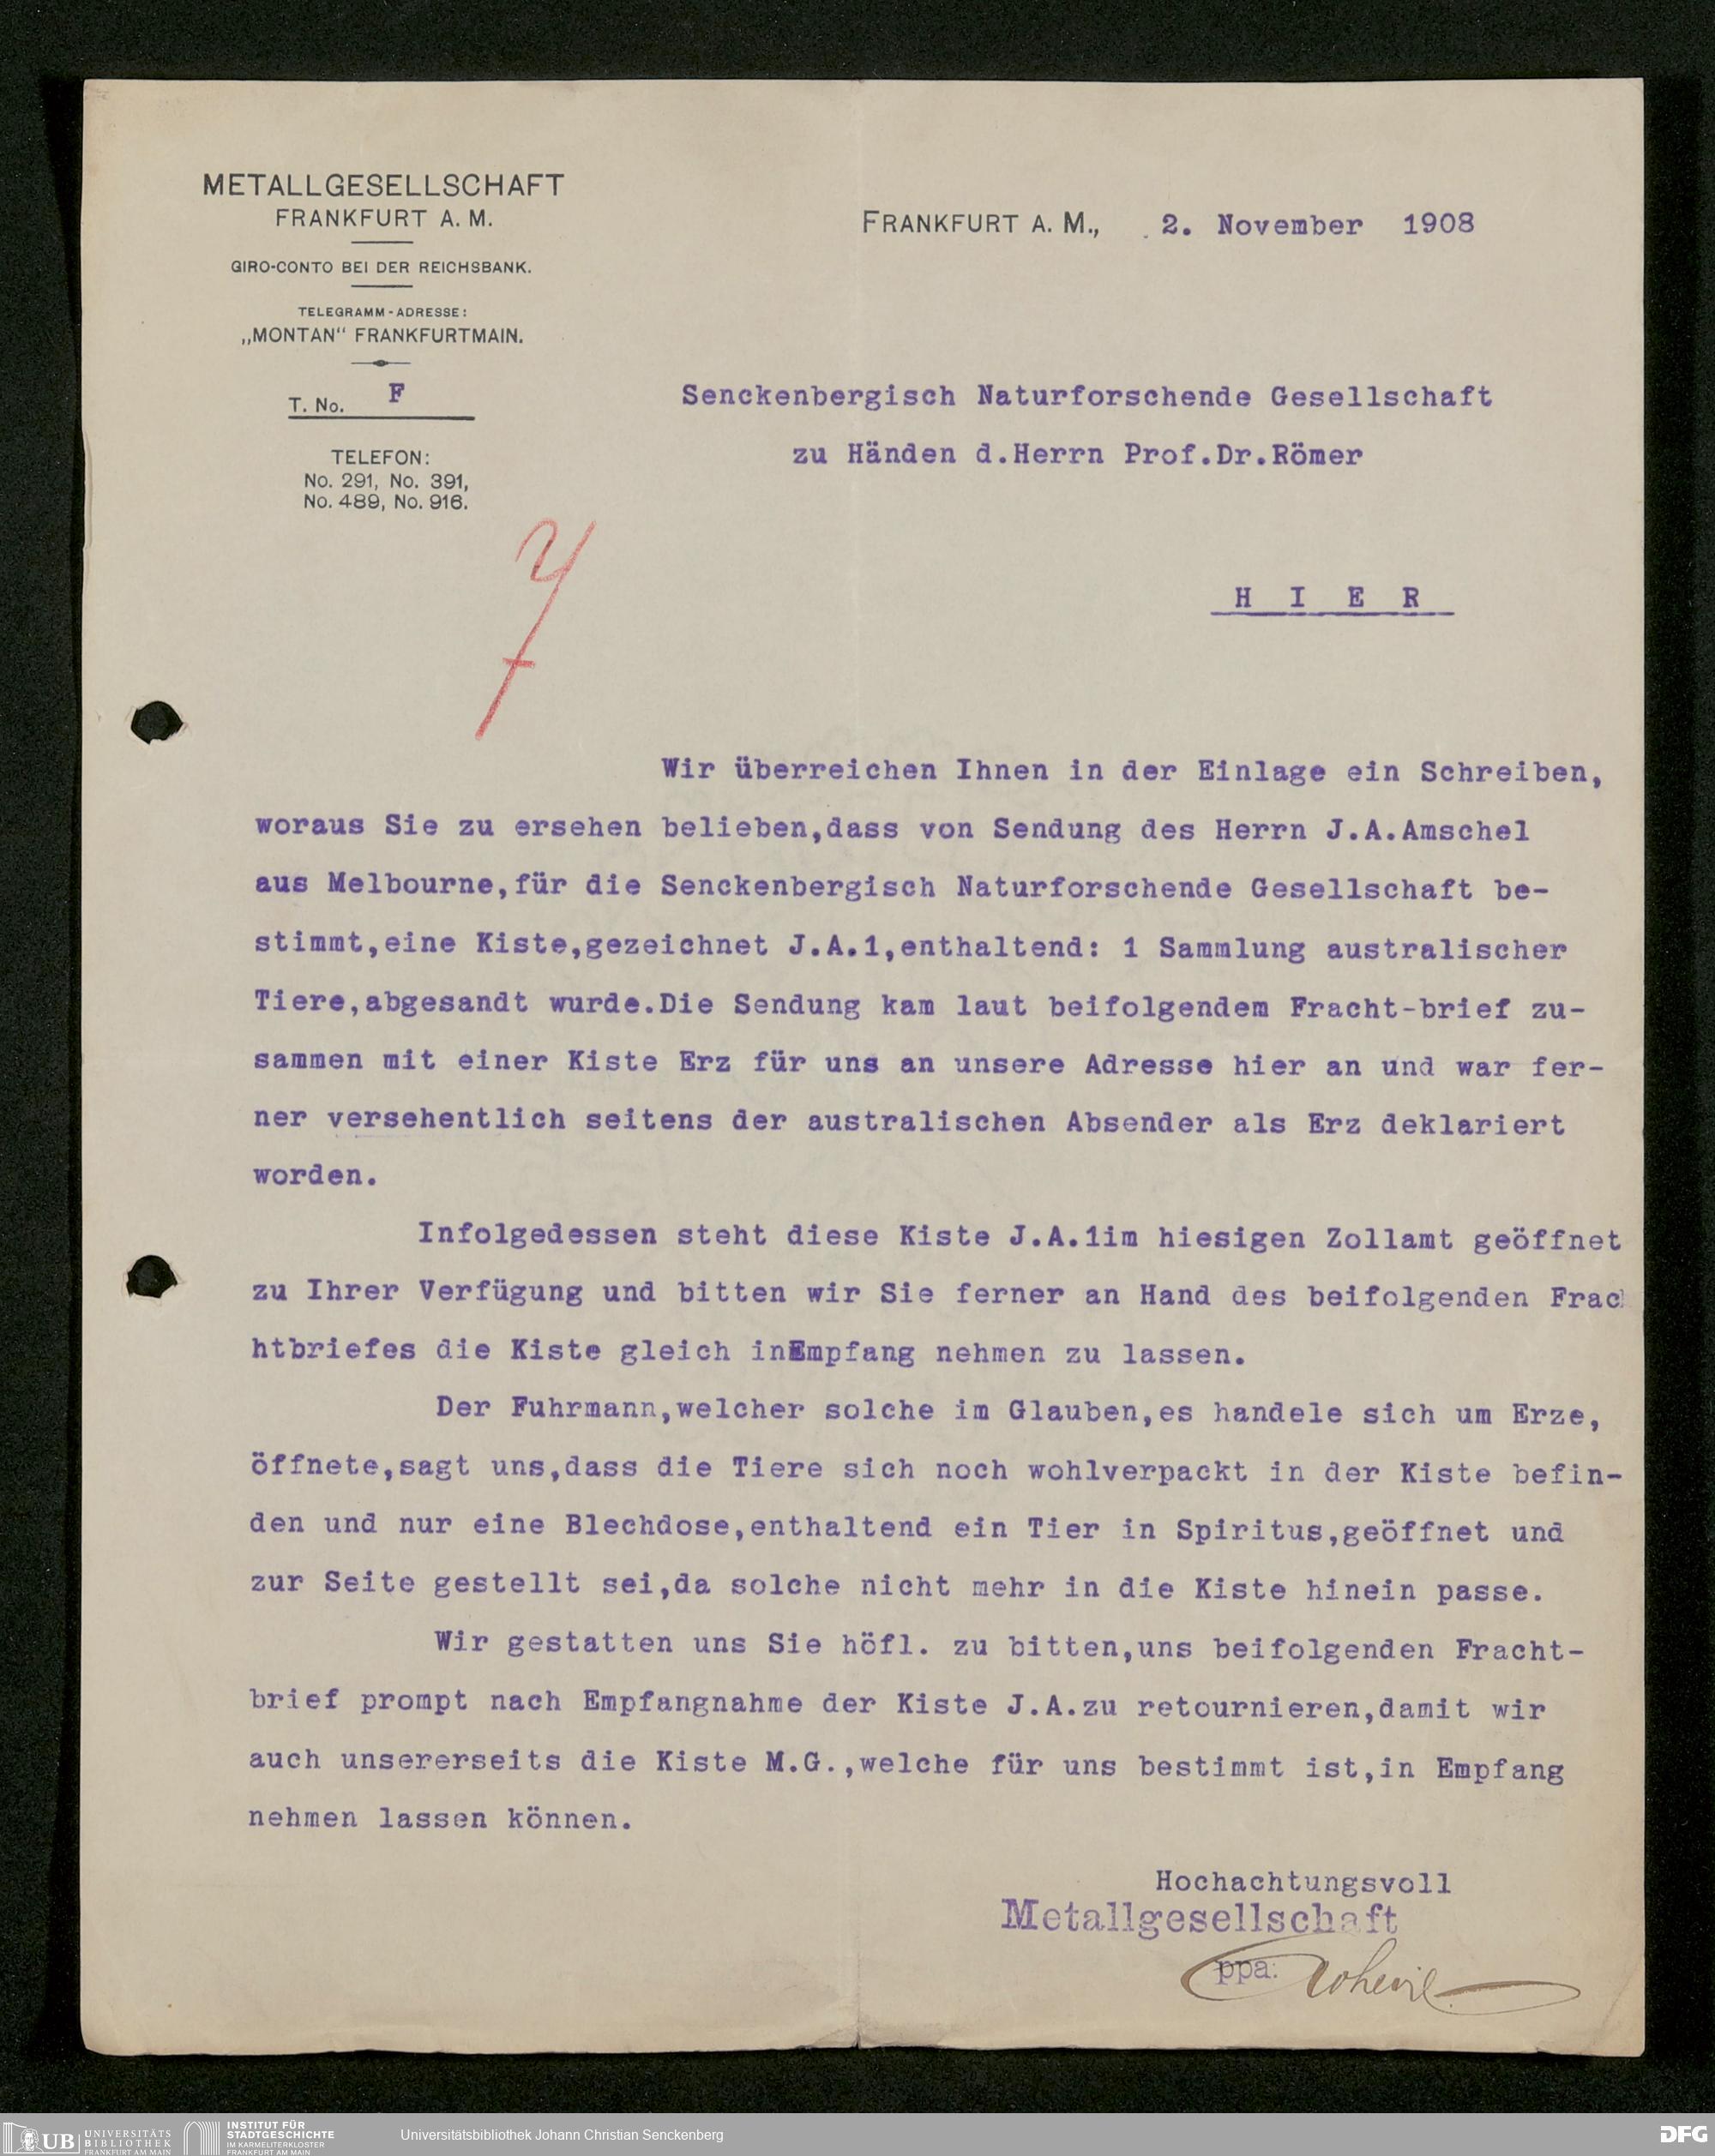 METALLGESELLSCHAFT
FRANKFURT A. M.
GIRO-CONTO BEI DER REICHSBANK.
TELEGRAMM-ADRESSE:
„MONTAN“ FRANKFURTMAIN.
T. No. F
TELEFON:
No. 291, No. 391,
No. 489, No. 916.
FRANKFURT A. M., 2. November 1908
Senckenbergisch Naturforschende Gesellschaft
zu Händen d.Herrn Prof.Dr.Römer
H I E R
Wir überreichen Ihnen in der Einlage ein Schreiben,
woraus Sie zu ersehen belieben,dass von Sendung des Herrn J.A.Amschel
aus Melbourne,für die Senckenbergisch Naturforschende Gesellschaft be-
stimmt,eine Kiste,gezeichnet J.A.1,enthaltend: 1 Sammlung australischer
Tiere,abgesandt wurde.Die Sendung kam laut beifolgendem Fracht-brief zu-
sammen mit einer Kiste Erz für uns an unsere Adresse hier an und war fer-
ner versehentlich seitens der australischen Absender als Erz deklariert
worden.
Infolgedessen steht diese Kiste J.A.1im hiesigen Zollamt geöffnet
zu Ihrer Verfügung und bitten wir Sie ferner an Hand des beifolgenden Frac
htbriefes die Kiste gleich inEmpfang nehmen zu lassen.
Der Fuhrmann,welcher solche im Glauben,es handele sich um Erze,
öffnete,sagt uns,dass die Tiere sich noch wohlverpackt in der Kiste befin-
den und nur eine Blechdose,enthaltend ein Tier in Spiritus,geöffnet und
zur Seite gestellt sei,da solche nicht mehr in die Kiste hinein passe.
Wir gestatten uns Sie höfl. zu bitten,uns beifolgenden Fracht-
brief prompt nach Empfangnahme der Kiste J.A.zu retournieren,damit wir
auch unsererseits die Kiste M.G.,welche für uns bestimmt ist,in Empfang
nehmen lassen können.
Hochachtungsvoll
Metallgesellschaft
ppa.
UB UNIVERSITÄTS
BIBLIOTHEK
FRANKFURT AM MAIN
INSTITUT FÜR
STADTGESCHICHTE
IM KARMELITERKLOSTER
FRANKFURT AM MAIN
Universitätsbibliothek Johann Christian Senckenberg
DFG